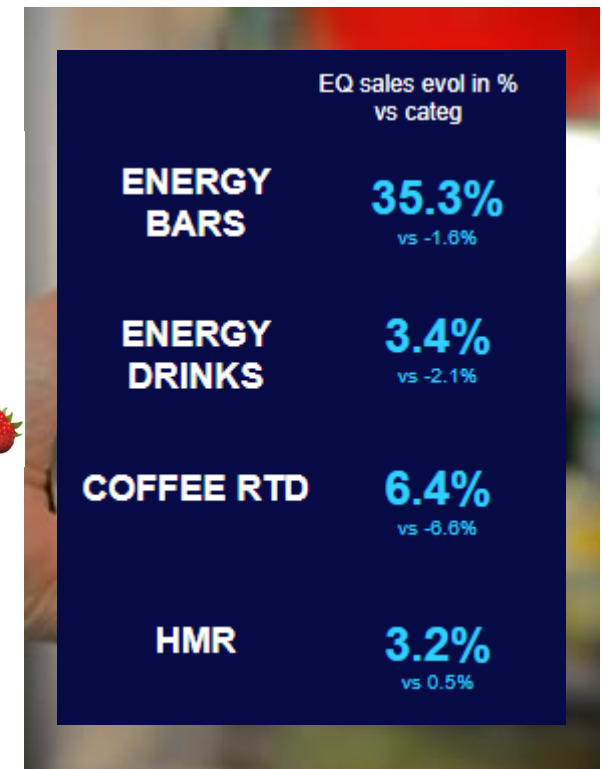 EQ sales evol in %
vs categ
ENERGY
BARS
35.3%
vs -1.6%
ENERGY
DRINKS
3.4%
vs -2.1%
COFFEE RTD
6.4%
vs -6.6%
HMR
3.2%
vs 0.5%